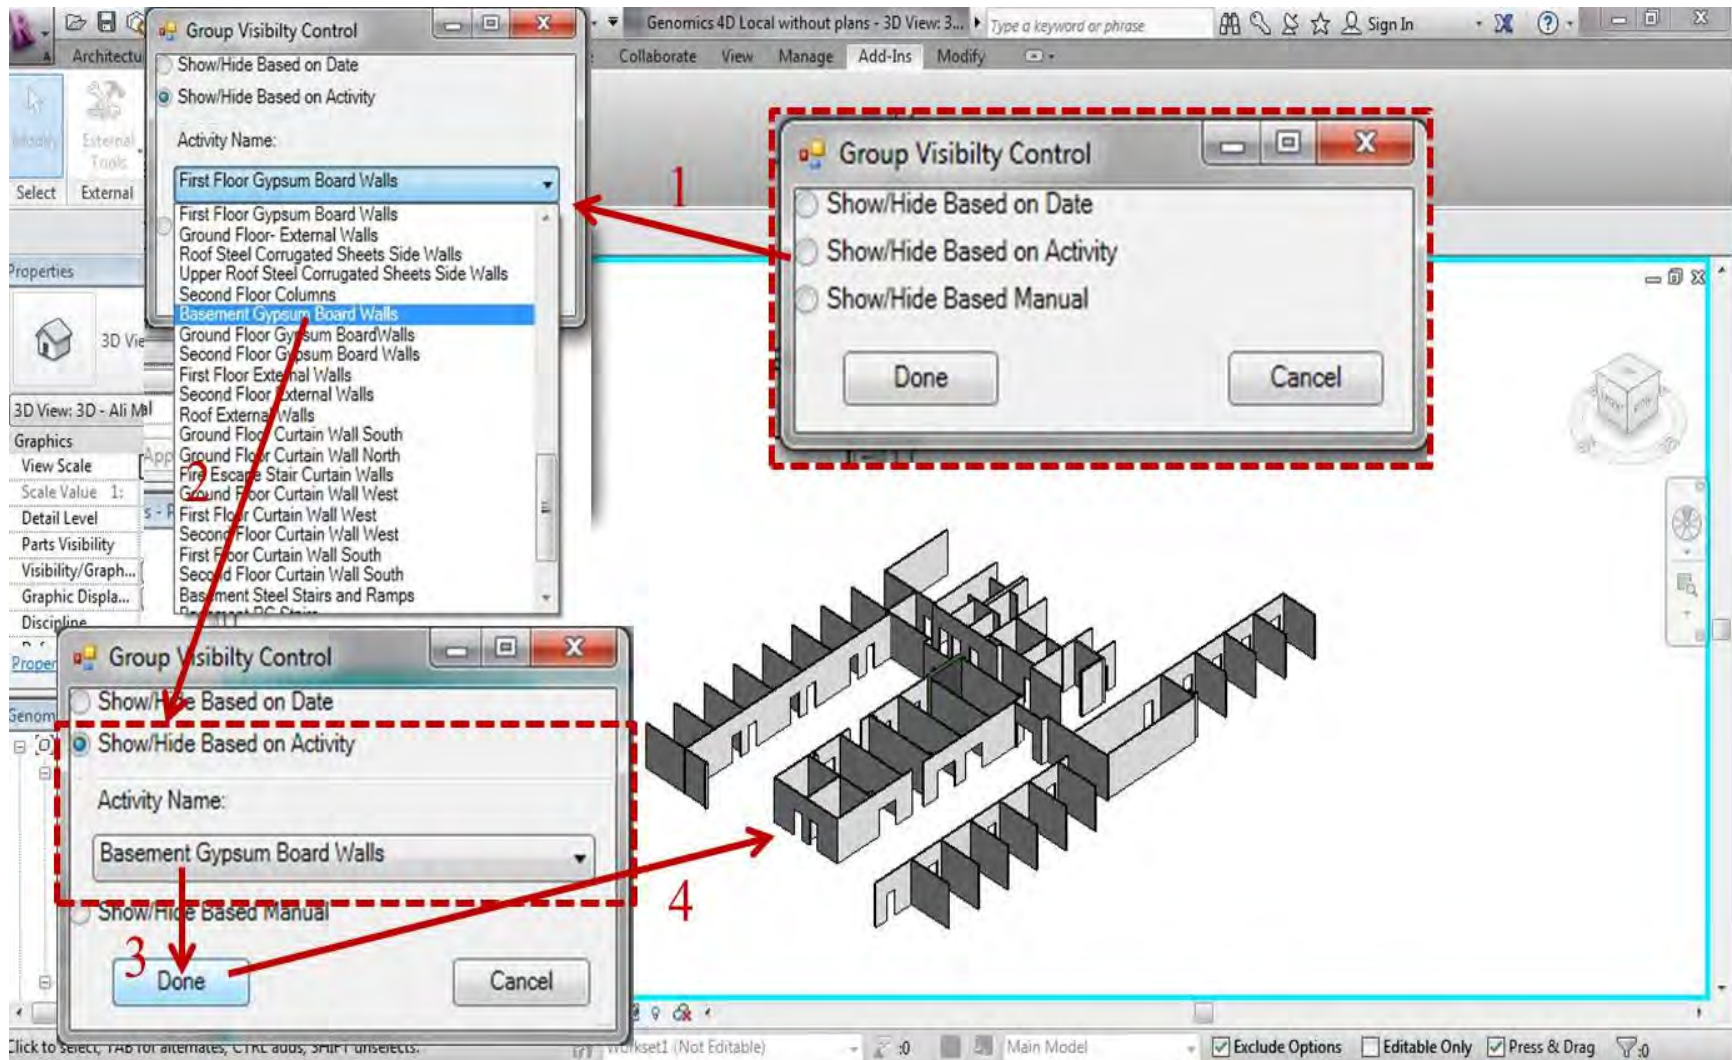 Genomics 4D Local without plans - 3D View: 3...
Type a keyword or phrase
Sign In
Collaborate View Manage Add-Ins Modify
Group Visibilty Control
Show/Hide Based on Date
Show/Hide Based on Activity
Activity Name:
First Floor Gypsum Board Walls
First Floor Gypsum Board Walls
Ground Floor- External Walls
Roof Steel Corrugated Sheets Side Walls
Upper Roof Steel Corrugated Sheets Side Walls
Second Floor Columns
Basement Gypsum Board Walls
Ground Floor Gypsum BoardWalls
Second Floor Gypsum Board Walls
First Floor External Walls
Second Floor External Walls
Roof External Walls
Ground Floor Curtain Wall South
Ground Floor Curtain Wall North
Fire Escape Stair Curtain Walls
Ground Floor Curtain Wall West
First Floor Curtain Wall West
Second Floor Curtain Wall West
First Floor Curtain Wall South
Second Floor Curtain Wall South
Basement Steel Stairs and Ramps
1
Group Visibilty Control
Show/Hide Based on Date
Show/Hide Based on Activity
Show/Hide Based Manual
Done Cancel
Modify
External
Tools
Select External
Properties
3D Vie
3D View: 3D - Ali M
Graphics
View Scale
Scale Value 1:
Detail Level
Parts Visibility
Visibility/Graph...
Graphic Displa...
Discipline
Proper
Genom
2
Group Visibilty Control
Show/Hide Based on Date
Show/Hide Based on Activity
Activity Name:
Basement Gypsum Board Walls
Show/Hide Based Manual
3
Done Cancel
4
Click to select, TAB for alternates, CTRL adds, SHIFT unselects.
Workset1 (Not Editable)
:0
Main Model
Exclude Options Editable Only Press & Drag :0